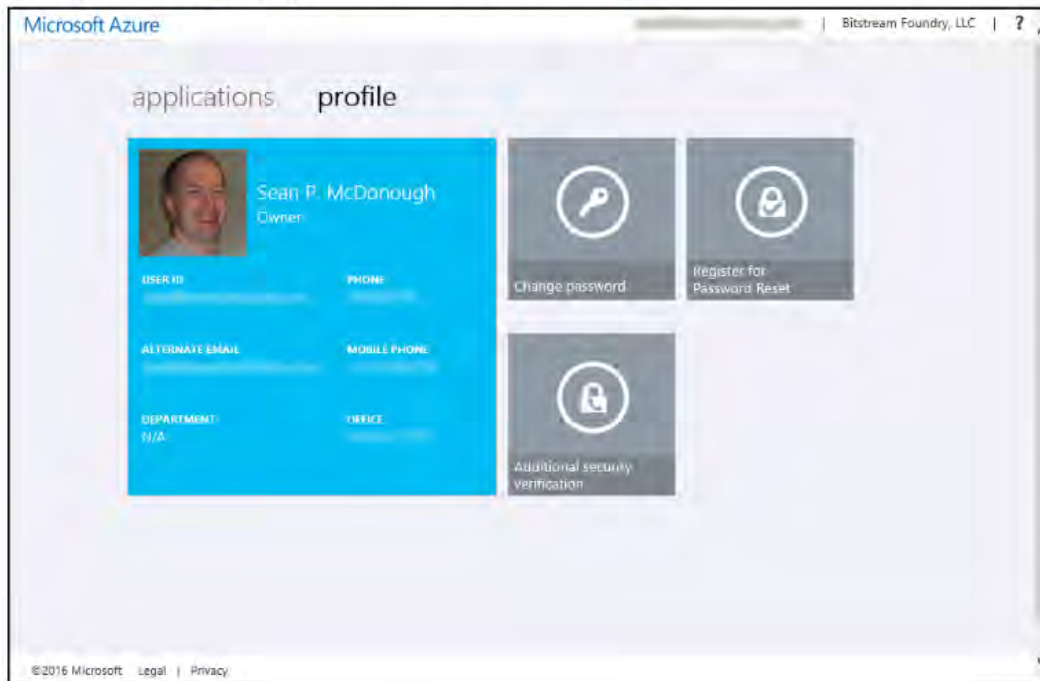 Microsoft Azure
| Bitstream Foundry, LLC | ?
applications profile
Sean P. McDonough
Owner
USER ID PHONE
ALTERNATE EMAIL MOBILE PHONE
DEPARTMENT OFFICE
N/A
Change password
Register for
Password Reset
Additional security
verification
©2016 Microsoft Legal | Privacy